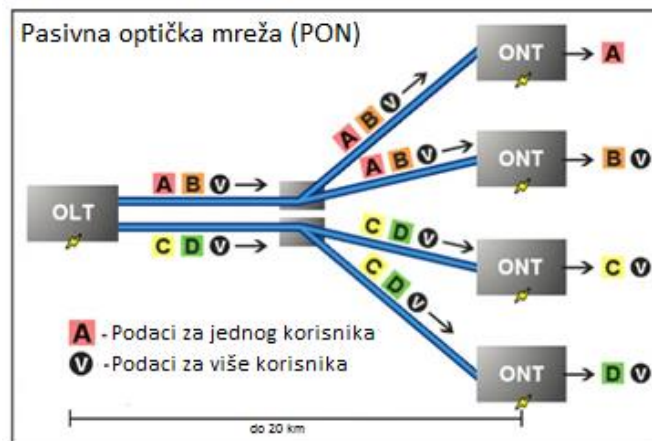 Pasivna optička mreža (PON)
ONT
A
A B v
ONT
B v
A B v
A B v
OLT
C D v
C D v
ONT
C v
C D v
A - Podaci za jednog korisnika
v -Podaci za više korisnika
ONT
D v
do 20 km